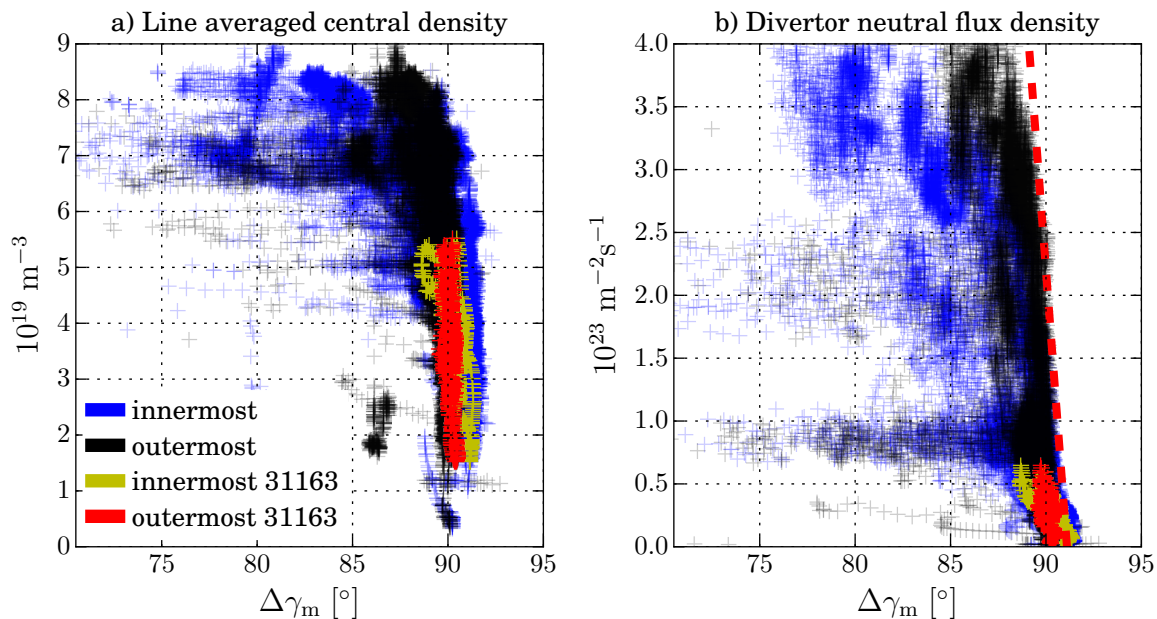 a) Line averaged central density
9
8
7
6
5
4
3
2
1
0
10¹⁹ m⁻³
innermost
outermost
innermost 31163
outermost 31163
75 80 85 90 95
Δγₘ [°]
b) Divertor neutral flux density
4.0
3.5
3.0
2.5
2.0
1.5
1.0
0.5
0.0
10²³ m⁻²s⁻¹
75 80 85 90 95
Δγₘ [°]